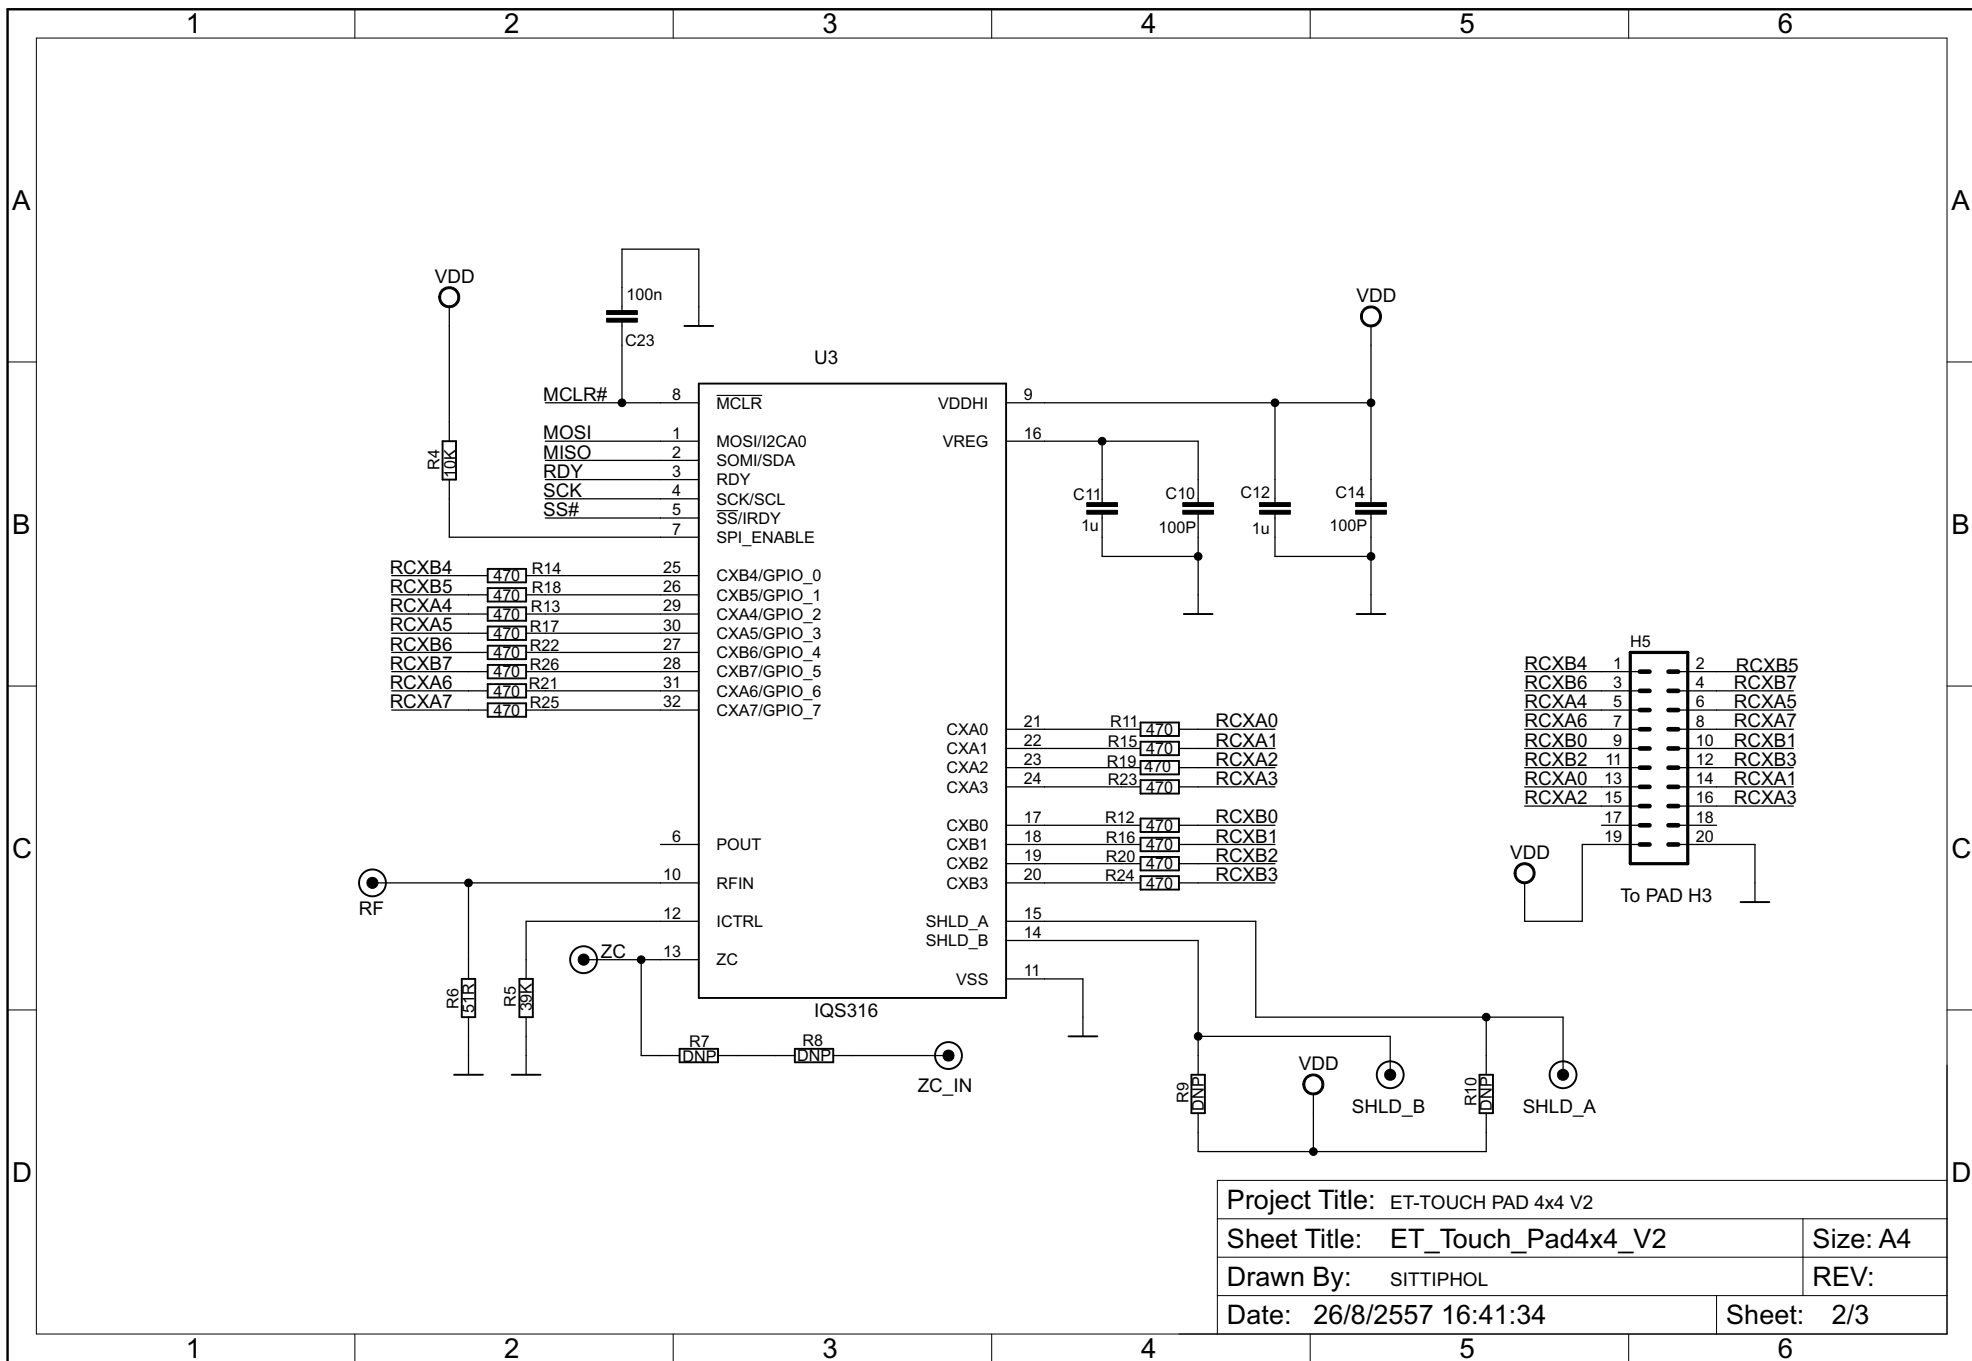 1 2 3 4 5 6
A A
VDD
100n
C23
VDD
U3
MCLR# 8 MCLR VDDHI 9
MOSI 1 MOSI/I2CA0 VREG 16
MISO 2 SOMI/SDA
RDY 3 RDY
SCK 4 SCK/SCL
SS# 5 SS/IRDY
7 SPI_ENABLE
R4 10K
C11 1u
C10 100P
C12 1u
C14 100P
B B
RCXB4 470 R14 25 CXB4/GPIO_0
RCXB5 470 R18 26 CXB5/GPIO_1
RCXA4 470 R13 29 CXA4/GPIO_2
RCXA5 470 R17 30 CXA5/GPIO_3
RCXB6 470 R22 27 CXB6/GPIO_4
RCXB7 470 R26 28 CXB7/GPIO_5
RCXA6 470 R21 31 CXA6/GPIO_6
RCXA7 470 R25 32 CXA7/GPIO_7
H5
RCXB4 1 2 RCXB5
RCXB6 3 4 RCXB7
RCXA4 5 6 RCXA5
RCXA6 7 8 RCXA7
RCXB0 9 10 RCXB1
RCXB2 11 12 RCXB3
RCXA0 13 14 RCXA1
RCXA2 15 16 RCXA3
17 18
19 20
VDD
To PAD H3
CXA0 21 R11 470 RCXA0
CXA1 22 R15 470 RCXA1
CXA2 23 R19 470 RCXA2
CXA3 24 R23 470 RCXA3
CXB0 17 R12 470 RCXB0
CXB1 18 R16 470 RCXB1
CXB2 19 R20 470 RCXB2
CXB3 20 R24 470 RCXB3
C C
6 POUT
RF 10 RFIN
12 ICTRL SHLD_A 15
SHLD_B 14
ZC 13 ZC
VSS 11
R6 51R
R5 39K
IQS316
R7 DNP
R8 DNP
ZC_IN
R9 DNP
VDD
SHLD_B
R10 DNP
SHLD_A
D D
Project Title: ET-TOUCH PAD 4x4 V2
Sheet Title: ET_Touch_Pad4x4_V2 Size: A4
Drawn By: SITTIPHOL REV:
Date: 26/8/2557 16:41:34 Sheet: 2/3
1 2 3 4 5 6